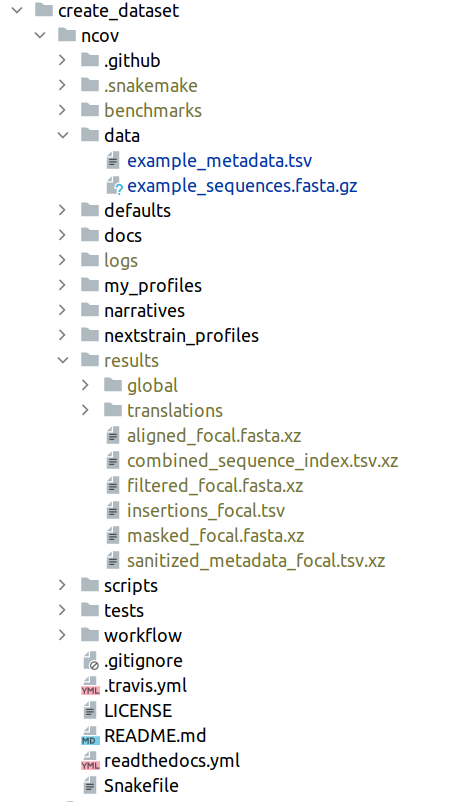 create_dataset
ncov
.github
.snakemake
benchmarks
data
example_metadata.tsv
example_sequences.fasta.gz
defaults
docs
logs
my_profiles
narratives
nextstrain_profiles
results
global
translations
aligned_focal.fasta.xz
combined_sequence_index.tsv.xz
filtered_focal.fasta.xz
insertions_focal.tsv
masked_focal.fasta.xz
sanitized_metadata_focal.tsv.xz
scripts
tests
workflow
.gitignore
YML .travis.yml
LICENSE
MD README.md
YML readthedocs.yml
Snakefile